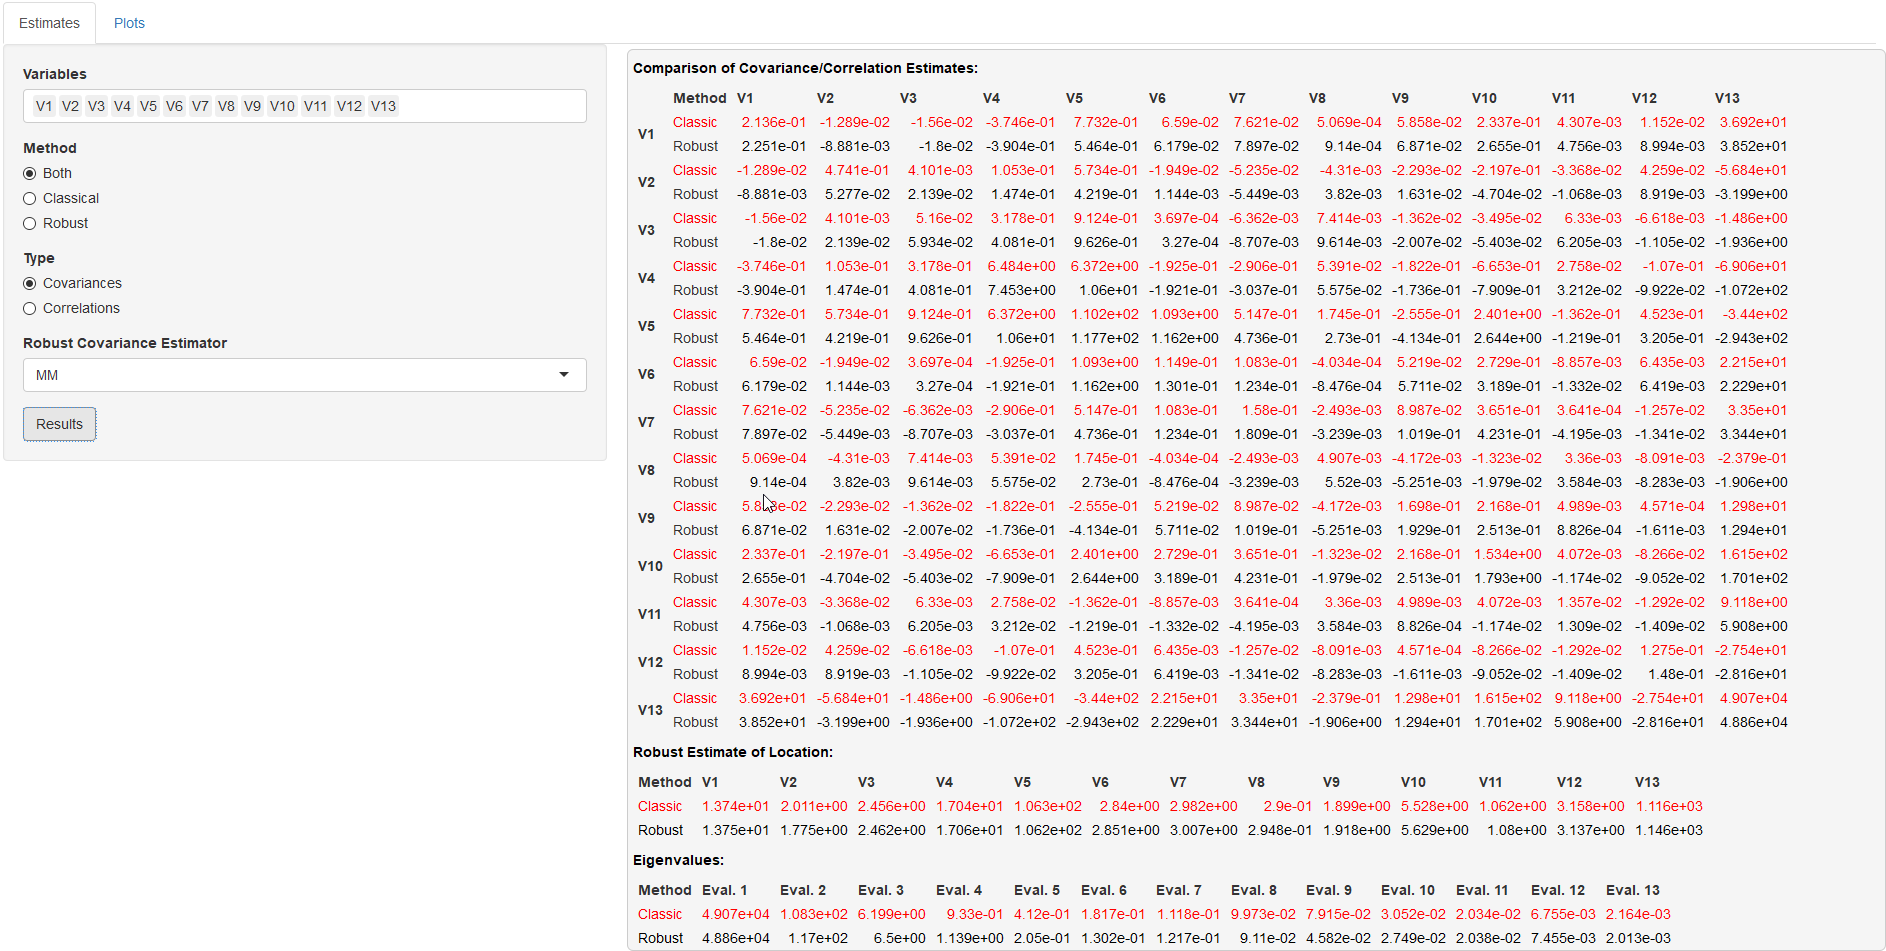 Estimates Plots
Variables
V1 V2 V3 V4 V5 V6 V7 V8 V9 V10 V11 V12 V13
Method
Both
Classical
Robust
Type
Covariances
Correlations
Robust Covariance Estimator
MM
Results
Comparison of Covariance/Correlation Estimates:
Method V1 V2 V3 V4 V5 V6 V7 V8 V9 V10 V11 V12 V13
V1
Classic 2.136e-01 -1.289e-02 -1.56e-02 -3.746e-01 7.732e-01 6.59e-02 7.621e-02 5.069e-04 5.858e-02 2.337e-01 4.307e-03 1.152e-02 3.692e+01
Robust 2.251e-01 -8.881e-03 -1.8e-02 -3.904e-01 5.464e-01 6.179e-02 7.897e-02 9.14e-04 6.871e-02 2.655e-01 4.756e-03 8.994e-03 3.852e+01
V2
Classic -1.289e-02 4.741e-01 4.101e-03 1.053e-01 5.734e-01 -1.949e-02 -5.235e-02 -4.31e-03 -2.293e-02 -2.197e-01 -3.368e-02 4.259e-02 -5.684e+01
Robust -8.881e-03 5.277e-02 2.139e-02 1.474e-01 4.219e-01 1.144e-03 -5.449e-03 3.82e-03 1.631e-02 -4.704e-02 -1.068e-03 8.919e-03 -3.199e+00
V3
Classic -1.56e-02 4.101e-03 5.16e-02 3.178e-01 9.124e-01 3.697e-04 -6.362e-03 7.414e-03 -1.362e-02 -3.495e-02 6.33e-03 -6.618e-03 -1.486e+00
Robust -1.8e-02 2.139e-02 5.934e-02 4.081e-01 9.626e-01 3.27e-04 -8.707e-03 9.614e-03 -2.007e-02 -5.403e-02 6.205e-03 -1.105e-02 -1.936e+00
V4
Classic -3.746e-01 1.053e-01 3.178e-01 6.484e+00 6.372e+00 -1.925e-01 -2.906e-01 5.391e-02 -1.822e-01 -6.653e-01 2.758e-02 -1.07e-01 -6.906e+01
Robust -3.904e-01 1.474e-01 4.081e-01 7.453e+00 1.06e+01 -1.921e-01 -3.037e-01 5.575e-02 -1.736e-01 -7.909e-01 3.212e-02 -9.922e-02 -1.072e+02
V5
Classic 7.732e-01 5.734e-01 9.124e-01 6.372e+00 1.102e+02 1.093e+00 5.147e-01 1.745e-01 -2.555e-01 2.401e+00 -1.362e-01 4.523e-01 -3.44e+02
Robust 5.464e-01 4.219e-01 9.626e-01 1.06e+01 1.177e+02 1.162e+00 4.736e-01 2.73e-01 -4.134e-01 2.644e+00 -1.219e-01 3.205e-01 -2.943e+02
V6
Classic 6.59e-02 -1.949e-02 3.697e-04 -1.925e-01 1.093e+00 1.149e-01 1.083e-01 -4.034e-04 5.219e-02 2.729e-01 -8.857e-03 6.435e-03 2.215e+01
Robust 6.179e-02 1.144e-03 3.27e-04 -1.921e-01 1.162e+00 1.301e-01 1.234e-01 -8.476e-04 5.711e-02 3.189e-01 -1.332e-02 6.419e-03 2.229e+01
V7
Classic 7.621e-02 -5.235e-02 -6.362e-03 -2.906e-01 5.147e-01 1.083e-01 1.58e-01 -2.493e-03 8.987e-02 3.651e-01 3.641e-04 -1.257e-02 3.35e+01
Robust 7.897e-02 -5.449e-03 -8.707e-03 -3.037e-01 4.736e-01 1.234e-01 1.809e-01 -3.239e-03 1.019e-01 4.231e-01 -4.195e-03 -1.341e-02 3.344e+01
V8
Classic 5.069e-04 -4.31e-03 7.414e-03 5.391e-02 1.745e-01 -4.034e-04 -2.493e-03 4.907e-03 -4.172e-03 -1.323e-02 3.36e-03 -8.091e-03 -2.379e-01
Robust 9.14e-04 3.82e-03 9.614e-03 5.575e-02 2.73e-01 -8.476e-04 -3.239e-03 5.52e-03 -5.251e-03 -1.979e-02 3.584e-03 -8.283e-03 -1.906e+00
V9
Classic -2.293e-02 -1.362e-02 -1.822e-01 -2.555e-01 5.219e-02 8.987e-02 -4.172e-03 1.698e-01 2.168e-01 4.989e-03 4.571e-04 1.298e+01
Robust 6.871e-02 1.631e-02 -2.007e-02 -1.736e-01 -4.134e-01 5.711e-02 1.019e-01 -5.251e-03 1.929e-01 2.513e-01 8.826e-04 -1.611e-03 1.294e+01
V10
Classic 2.337e-01 -2.197e-01 -3.495e-02 -6.653e-01 2.401e+00 2.729e-01 3.651e-01 -1.323e-02 2.168e-01 1.534e+00 4.072e-03 -8.266e-02 1.615e+02
Robust 2.655e-01 -4.704e-02 -5.403e-02 -7.909e-01 2.644e+00 3.189e-01 4.231e-01 -1.979e-02 2.513e-01 1.793e+00 -1.174e-02 -9.052e-02 1.701e+02
V11
Classic 4.307e-03 -3.368e-02 6.33e-03 2.758e-02 -1.362e-01 -8.857e-03 3.641e-04 3.36e-03 4.989e-03 4.072e-03 1.357e-02 -1.292e-02 9.118e+00
Robust 4.756e-03 -1.068e-03 6.205e-03 3.212e-02 -1.219e-01 -1.332e-02 -4.195e-03 3.584e-03 8.826e-04 -1.174e-02 1.309e-02 -1.409e-02 5.908e+00
V12
Classic 1.152e-02 4.259e-02 -6.618e-03 -1.07e-01 4.523e-01 6.435e-03 -1.257e-02 -8.091e-03 4.571e-04 -8.266e-02 -1.292e-02 1.275e-01 -2.754e+01
Robust 8.994e-03 8.919e-03 -1.105e-02 -9.922e-02 3.205e-01 6.419e-03 -1.341e-02 -8.283e-03 -1.611e-03 -9.052e-02 -1.409e-02 1.48e-01 -2.816e+01
V13
Classic 3.692e+01 -5.684e+01 -1.486e+00 -6.906e+01 -3.44e+02 2.215e+01 3.35e+01 -2.379e-01 1.298e+01 1.615e+02 9.118e+00 -2.754e+01 4.907e+04
Robust 3.852e+01 -3.199e+00 -1.936e+00 -1.072e+02 -2.943e+02 2.229e+01 3.344e+01 -1.906e+00 1.294e+01 1.701e+02 5.908e+00 -2.816e+01 4.886e+04
Robust Estimate of Location:
Method V1 V2 V3 V4 V5 V6 V7 V8 V9 V10 V11 V12 V13
Classic 1.374e+01 2.011e+00 2.456e+00 1.704e+01 1.063e+02 2.84e+00 2.982e+00 2.9e-01 1.899e+00 5.528e+00 1.062e+00 3.158e+00 1.116e+03
Robust 1.375e+01 1.775e+00 2.462e+00 1.706e+01 1.062e+02 2.851e+00 3.007e+00 2.948e-01 1.918e+00 5.629e+00 1.08e+00 3.137e+00 1.146e+03
Eigenvalues:
Method Eval. 1 Eval. 2 Eval. 3 Eval. 4 Eval. 5 Eval. 6 Eval. 7 Eval. 8 Eval. 9 Eval. 10 Eval. 11 Eval. 12 Eval. 13
Classic 4.907e+04 1.083e+02 6.199e+00 9.33e-01 4.12e-01 1.817e-01 1.118e-01 9.973e-02 7.915e-02 3.052e-02 2.034e-02 6.755e-03 2.164e-03
Robust 4.886e+04 1.17e+02 6.5e+00 1.139e+00 2.05e-01 1.302e-01 1.217e-01 9.11e-02 4.582e-02 2.749e-02 2.038e-02 7.455e-03 2.013e-03